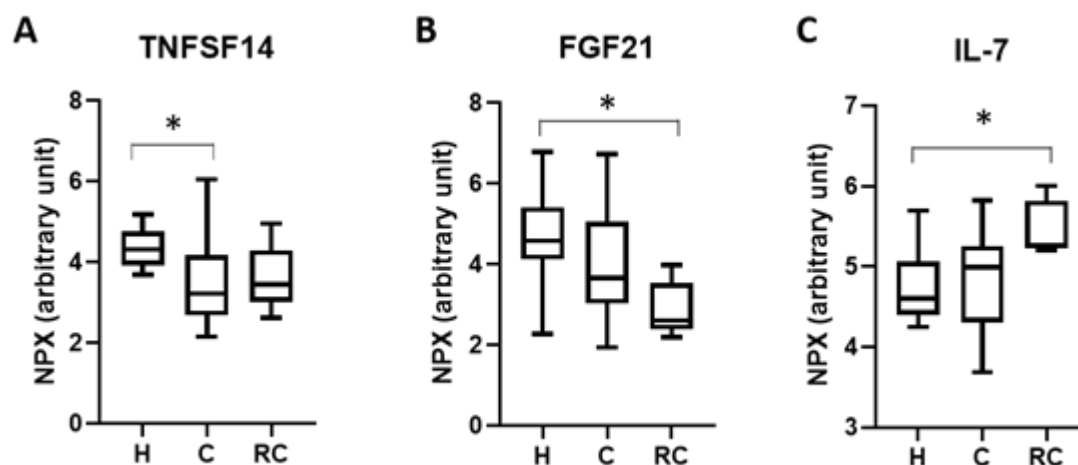 A
TNFSF14
NPX (arbitrary unit)
8
6
4
2
0
*
H C RC
B
FGF21
NPX (arbitrary unit)
8
6
4
2
0
*
H C RC
C
IL-7
NPX (arbitrary unit)
7
6
5
4
3
*
H C RC